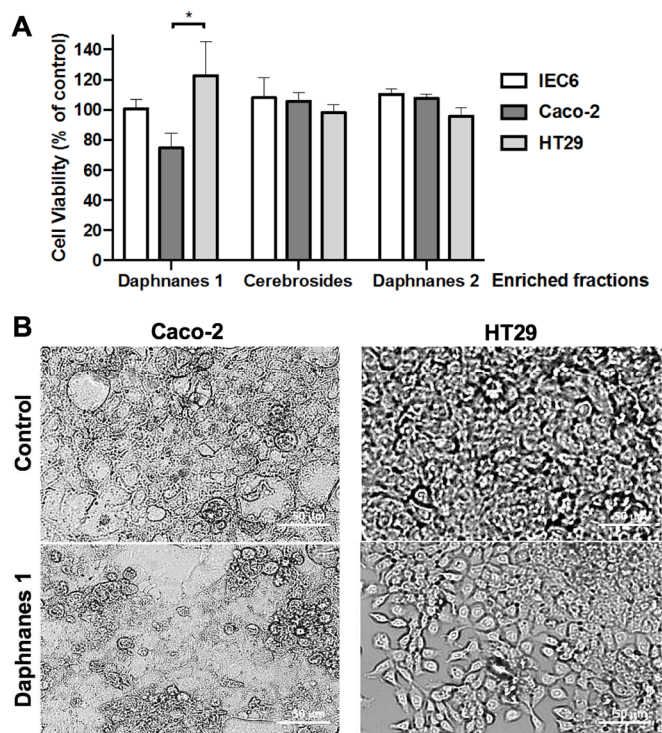 A
*
Cell Viability (% of control)
140
120
100
80
60
40
20
0
IEC6
Caco-2
HT29
Daphnanes 1
Cerebrosides
Daphnanes 2
Enriched fractions
B
Caco-2
HT29
Control
50 µm
50 µm
Daphnanes 1
50 µm
50 µm